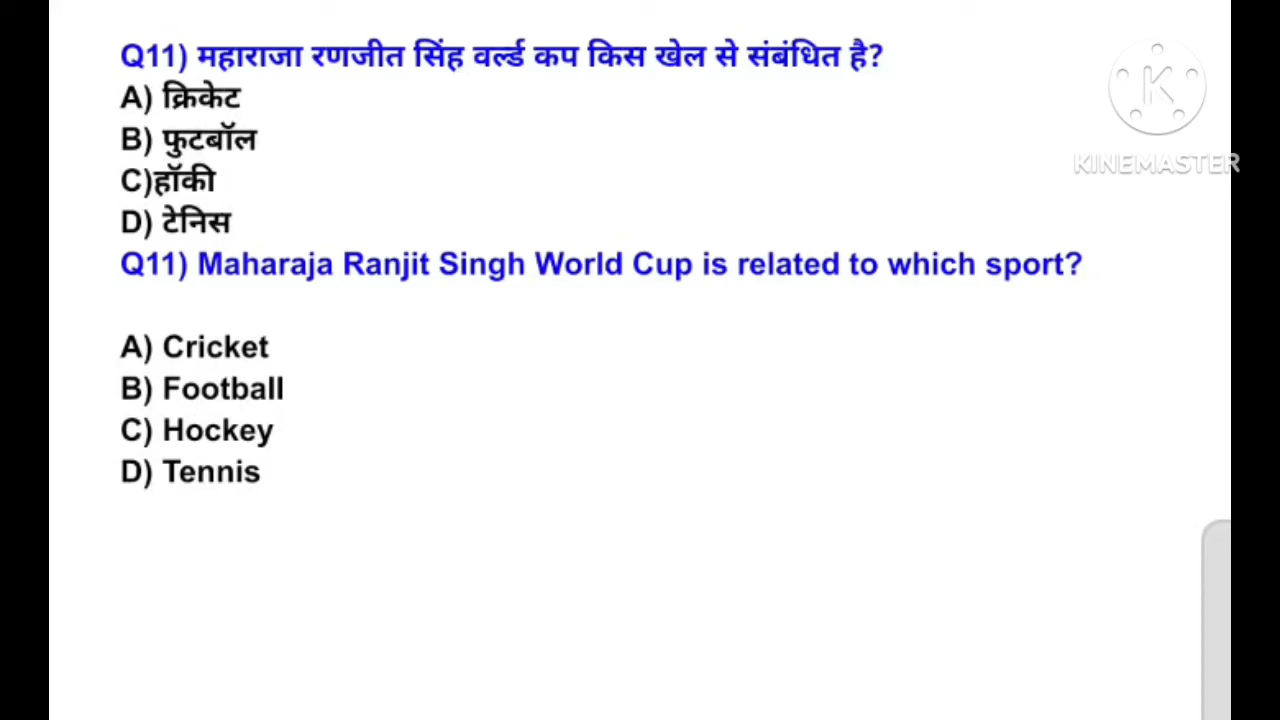 Q11) महाराजा रणजीत सिंह वर्ल्ड कप किस खेल से संबंधित है?
A) क्रिकेट
B) फुटबॉल
C)हॉकी
D) टेनिस
Q11) Maharaja Ranjit Singh World Cup is related to which sport?
A) Cricket
B) Football
C) Hockey
D) Tennis
K
KINEMASTER